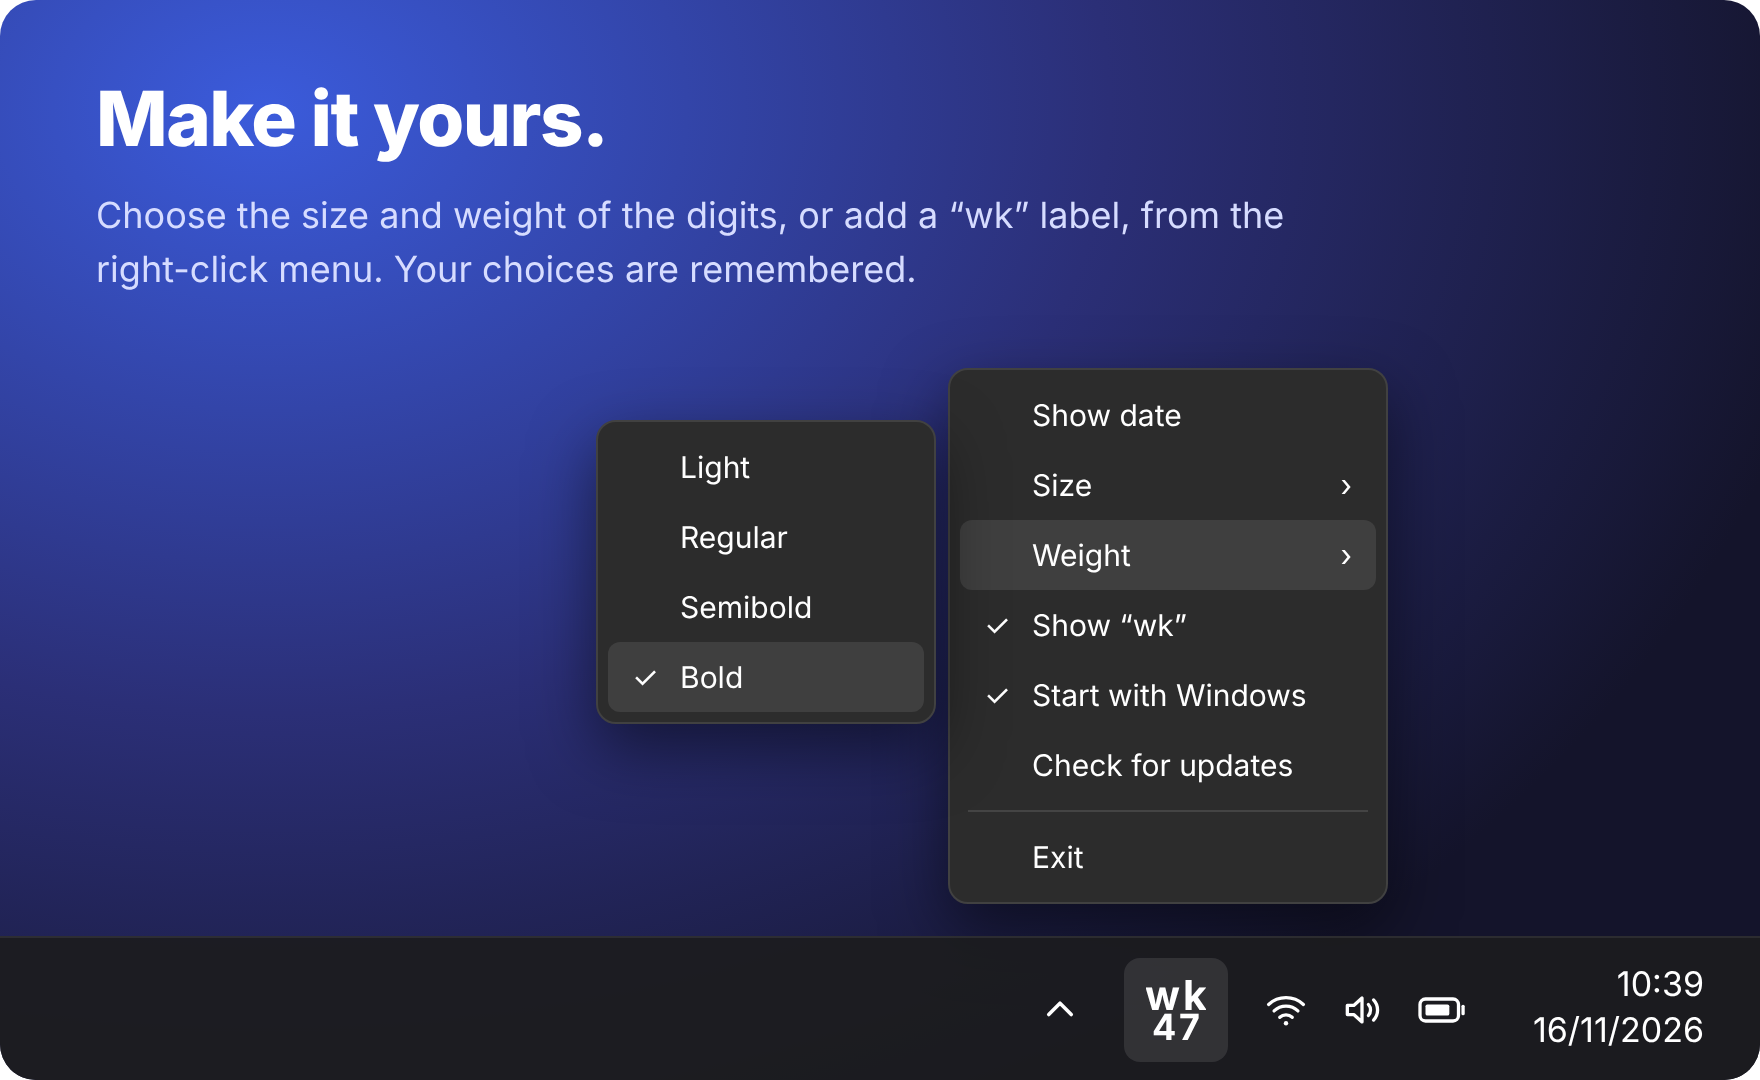 Make it yours.
Choose the size and weight of the digits, or add a “wk” label, from the
right-click menu. Your choices are remembered.
Light
Regular
Semibold
Bold
Show date
Size
Weight
Show “wk”
Start with Windows
Check for updates
Exit
wk
47
10:39
16/11/2026